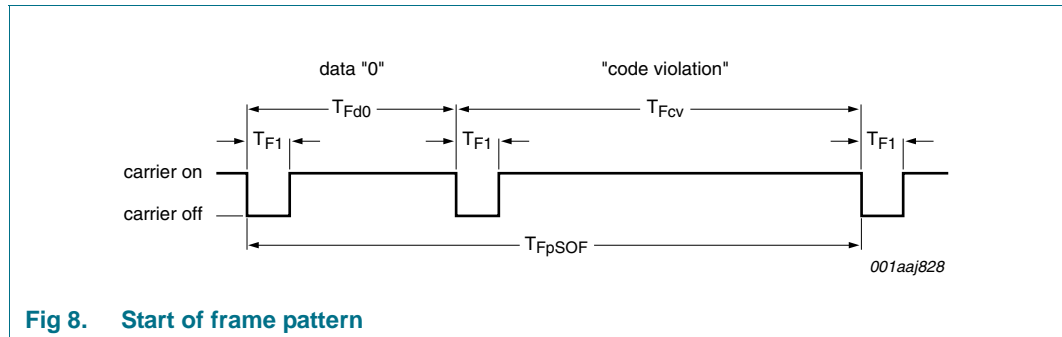 data "0"
"code violation"
TFd0
TFcv
TF1
TF1
TF1
carrier on
carrier off
TFpSOF
001aaj828
Fig 8. Start of frame pattern